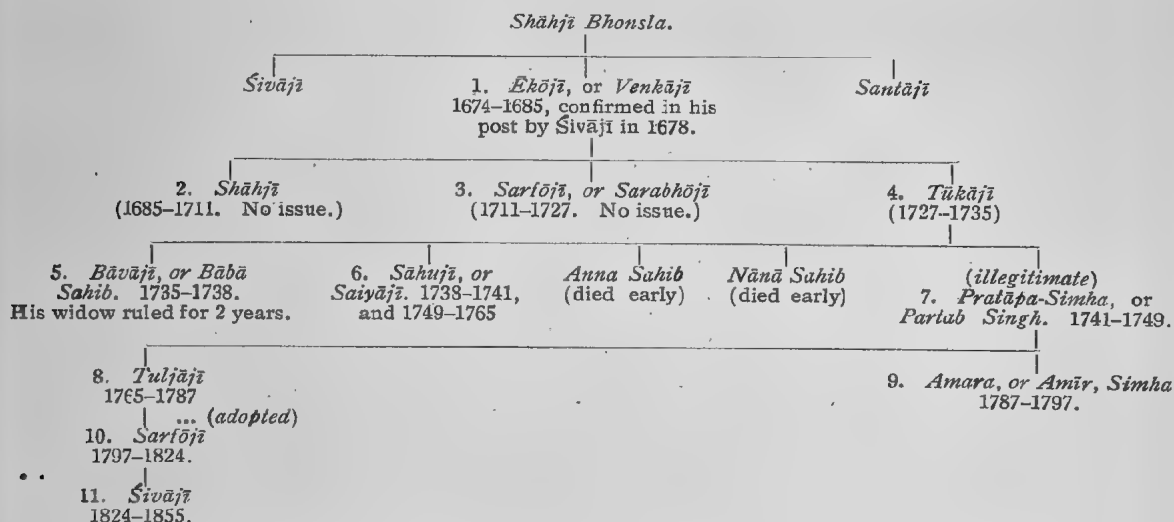 Shāhjī Bhonsla.
Śivājī
1. Ēkōjī, or Venkājī
1674–1685, confirmed in his
post by Śivājī in 1678.
Santājī
2. Shāhjī
(1685–1711. No issue.)
3. Sarfōjī, or Sarabhōjī
(1711–1727. No issue.)
4. Tūkājī
(1727–1735)
5. Bāvājī, or Bābā
Sahib. 1735–1738.
His widow ruled for 2 years.
6. Sāhujī, or
Saiyājī. 1738–1741,
and 1749–1765
Anna Sahib
(died early)
Nānā Sahib
(died early)
(illegitimate)
7. Pratāpa-Simha, or
Partab Singh. 1741–1749.
8. Tuljājī
1765–1787
... (adopted)
10. Sarfōjī
1797–1824.
11. Śivājī
1824–1855.
9. Amara, or Amīr, Simha
1787–1797.